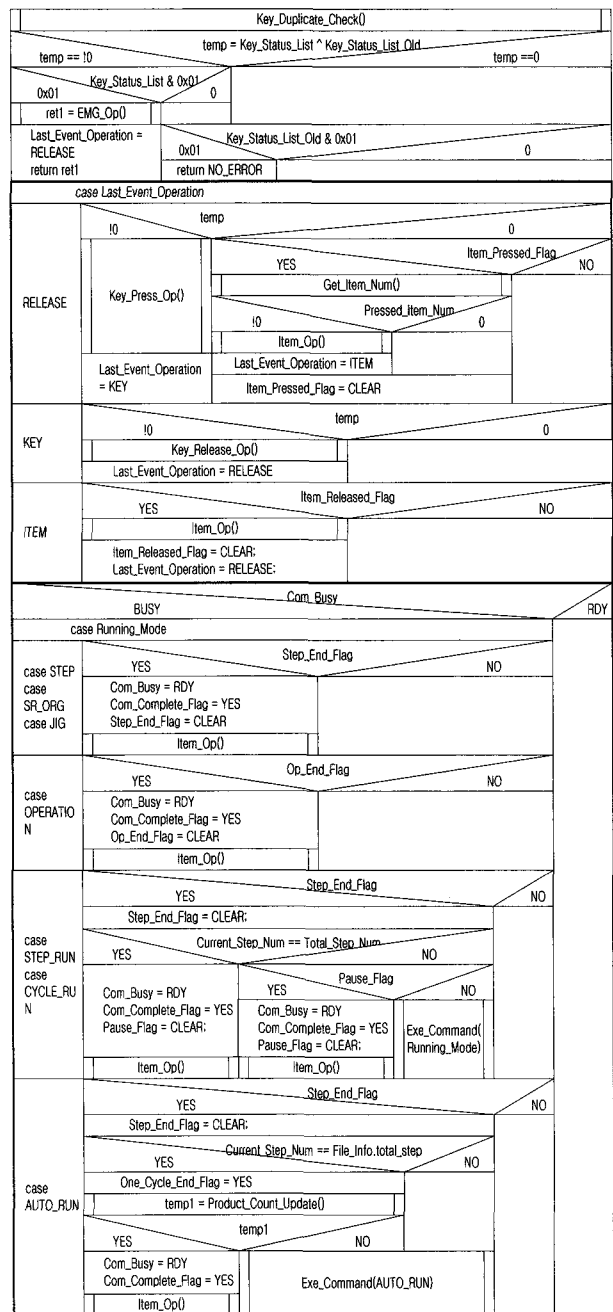 Key_Duplicate_Check()
temp = Key_Status_List ^ Key_Status_List_Old
temp == !0
temp ==0
Key_Status_List & 0x01
0x01
0
ret1 = EMG_Op()
Last_Event_Operation =
RELEASE
return ret1
Key_Status_List_Old & 0x01
0x01
0
return NO_ERROR
case Last_Event_Operation
RELEASE
temp
!0
0
Key_Press_Op()
Last_Event_Operation
= KEY
Item_Pressed_Flag
YES
NO
Get_Item_Num()
Pressed_item_Num
!0
0
Item_Op()
Last_Event_Operation = ITEM
Item_Pressed_Flag = CLEAR
KEY
temp
!0
0
Key_Release_Op()
Last_Event_Operation = RELEASE
ITEM
Item_Released_Flag
YES
NO
Item_Op()
Item_Released_Flag = CLEAR;
Last_Event_Operation = RELEASE;
Com_Busy
BUSY
RDY
case Running_Mode
case STEP
case
SR_ORG
case JIG
Step_End_Flag
YES
NO
Com_Busy = RDY
Com_Complete_Flag = YES
Step_End_Flag = CLEAR
Item_Op()
case
OPERATIO
N
Op_End_Flag
YES
NO
Com_Busy = RDY
Com_Complete_Flag = YES
Op_End_Flag = CLEAR
Item_Op()
case
STEP_RUN
case
CYCLE_RU
N
Step_End_Flag
YES
NO
Step_End_Flag = CLEAR;
Current_Step_Num == Total_Step_Num
YES
NO
Com_Busy = RDY
Com_Complete_Flag = YES
Pause_Flag = CLEAR;
Item_Op()
Pause_Flag
YES
NO
Com_Busy = RDY
Com_Complete_Flag = YES
Pause_Flag = CLEAR;
Item_Op()
Exe_Command(
Running_Mode)
case
AUTO_RUN
Step_End_Flag
YES
NO
Step_End_Flag = CLEAR;
Current_Step_Num == File_Info.total_step
YES
NO
One_Cycle_End_Flag = YES
temp1 = Product_Count_Update()
temp1
YES
NO
Com_Busy = RDY
Com_Complete_Flag = YES
Item_Op()
Exe_Command(AUTO_RUN)